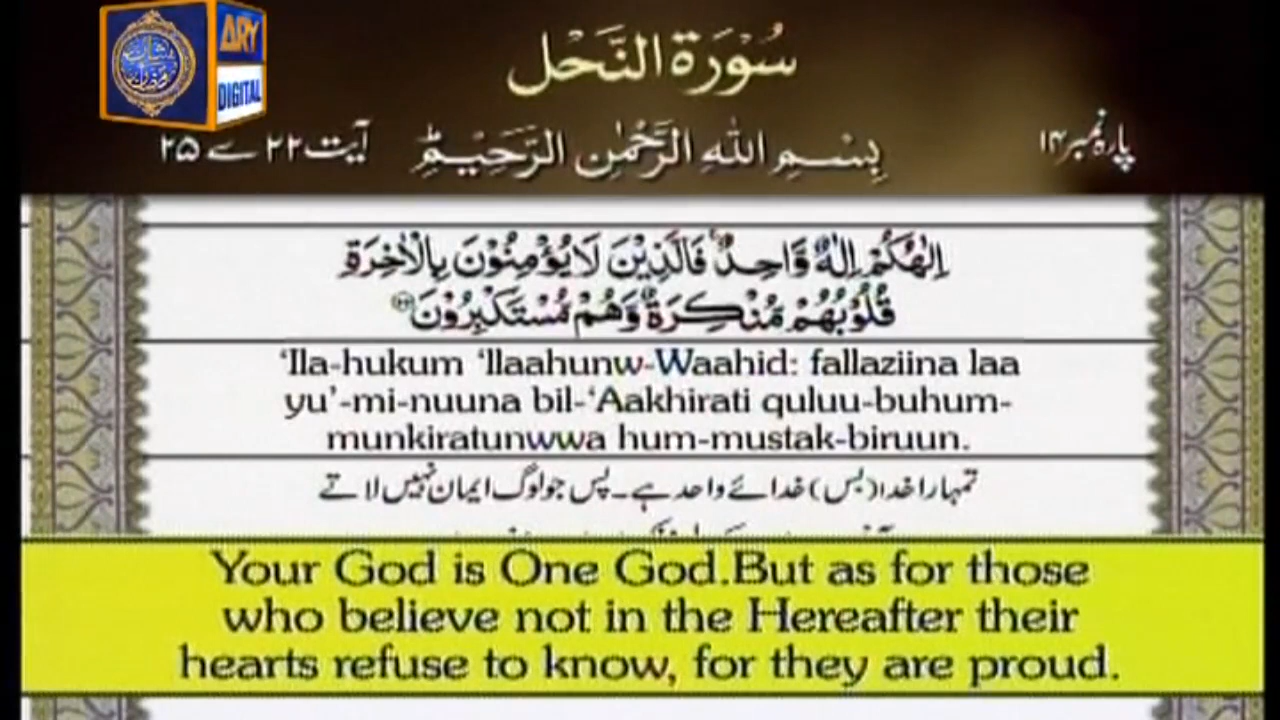 ARY
DIGITAL
سُوْرَةُ النَّحْل
پارہ نمبر ۱۴
بِسْمِ اللهِ الرَّحْمٰنِ الرَّحِيْمِ
آیت ۲۲ سے ۲۵
اِلٰهُكُمْ اِلٰهٌ وَّاحِدٌ ۚ فَالَّذِيْنَ لَا يُؤْمِنُوْنَ بِالْاٰخِرَةِ
قُلُوْبُهُمْ مُّنْكِرَةٌ وَّهُمْ مُّسْتَكْبِرُوْنَ ۲۲
‘Ila-hukum ‘llaahunw-Waahid: fallaziina laa
yu’-mi-nuuna bil-‘Aakhirati quluu-buhum-
munkiratunwwa hum-mustak-biruun.
تمہارا خدا (بس) خدائے واحد ہے۔ پس جو لوگ ایمان نہیں لاتے
Your God is One God.But as for those
who believe not in the Hereafter their
hearts refuse to know, for they are proud.